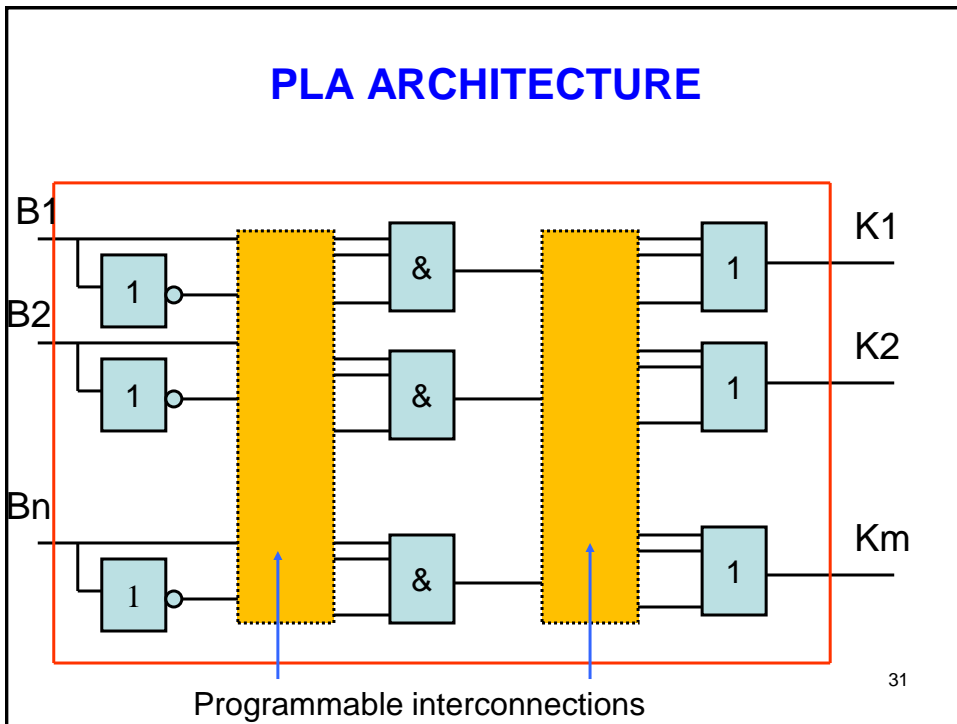 PLA ARCHITECTURE
B1
K1
1
&
1
B2
K2
1
&
1
Bn
Km
1
&
1
Programmable interconnections
31